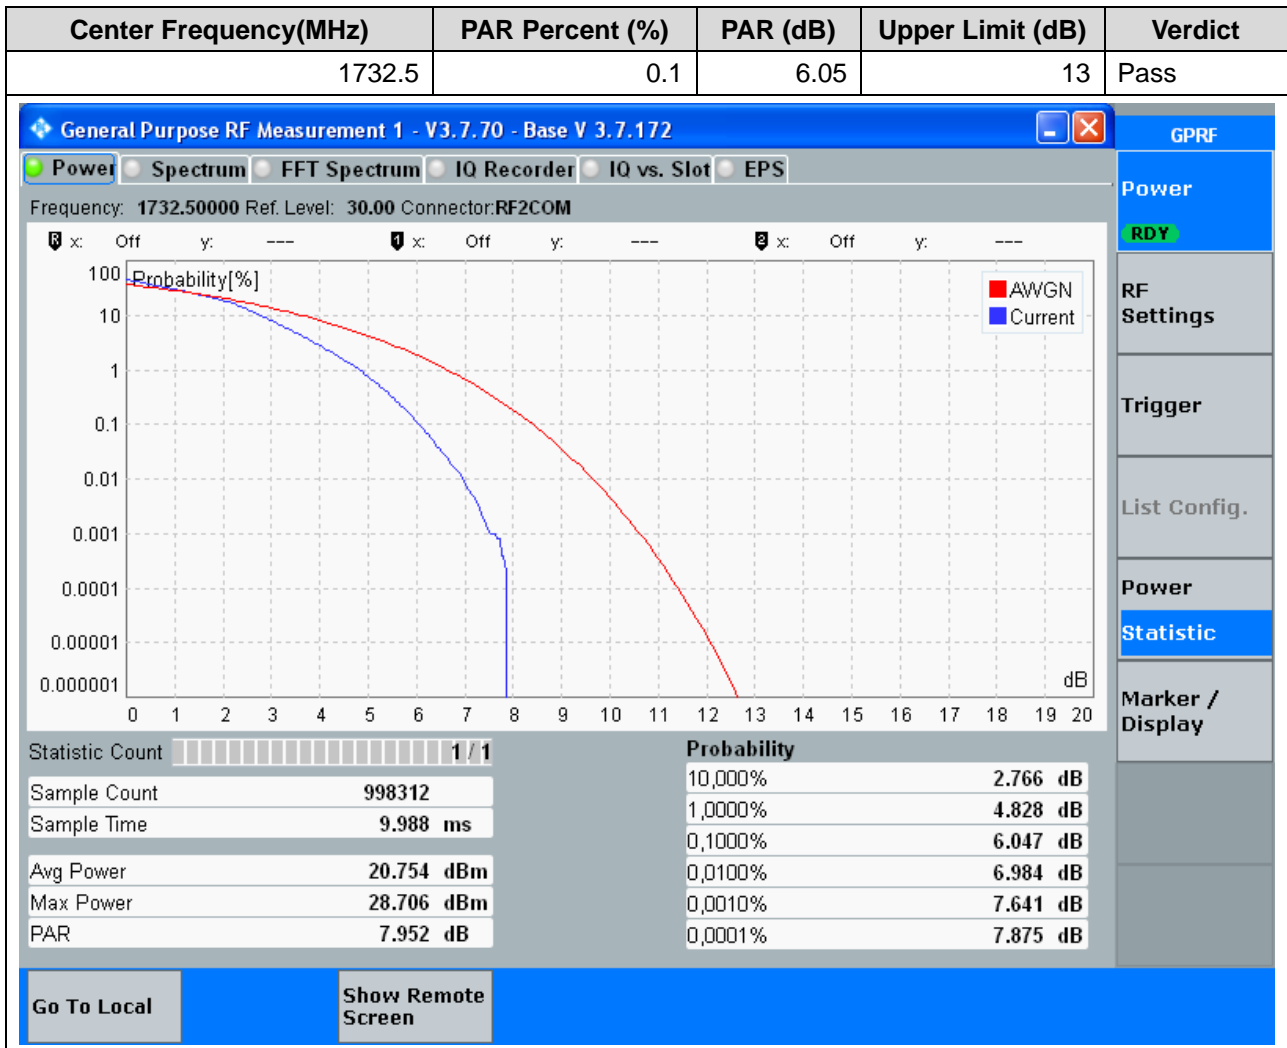 Center Frequency(MHz) PAR Percent (%) PAR (dB) Upper Limit (dB) Verdict
1732.5 0.1 6.05 13 Pass
General Purpose RF Measurement 1 - V3.7.70 - Base V 3.7.172
GPRF
Power Spectrum FFT Spectrum IQ Recorder IQ vs. Slot EPS
Power
RDY
Frequency: 1732.50000 Ref. Level: 30.00 Connector:RF2COM
R x: Off y: --- 1 x: Off y: --- 2 x: Off y: ---
Probability[%]
AWGN
Current
100
10
1
0.1
0.01
0.001
0.0001
0.00001
0.000001
dB
0 1 2 3 4 5 6 7 8 9 10 11 12 13 14 15 16 17 18 19 20
RF
Settings
Trigger
List Config.
Power
Statistic
Marker /
Display
Statistic Count 1 / 1
Sample Count 998312
Sample Time 9.988 ms
Avg Power 20.754 dBm
Max Power 28.706 dBm
PAR 7.952 dB
Probability
10,000% 2.766 dB
1,0000% 4.828 dB
0,1000% 6.047 dB
0,0100% 6.984 dB
0,0010% 7.641 dB
0,0001% 7.875 dB
Go To Local
Show Remote
Screen